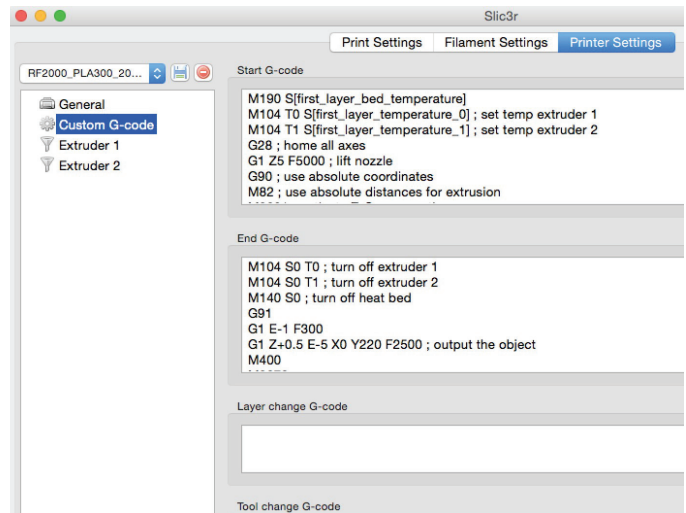 Slic3r
Print Settings
Filament Settings
Printer Settings
RF2000_PLA300_20...
General
Custom G-code
Extruder 1
Extruder 2
Start G-code
M190 S[first_layer_bed_temperature]
M104 T0 S[first_layer_temperature_0] ; set temp extruder 1
M104 T1 S[first_layer_temperature_1] ; set temp extruder 2
G28 ; home all axes
G1 Z5 F5000 ; lift nozzle
G90 ; use absolute coordinates
M82 ; use absolute distances for extrusion
End G-code
M104 S0 T0 ; turn off extruder 1
M104 S0 T1 ; turn off extruder 2
M140 S0 ; turn off heat bed
G91
G1 E-1 F300
G1 Z+0.5 E-5 X0 Y220 F2500 ; output the object
M400
Layer change G-code
Tool change G-code